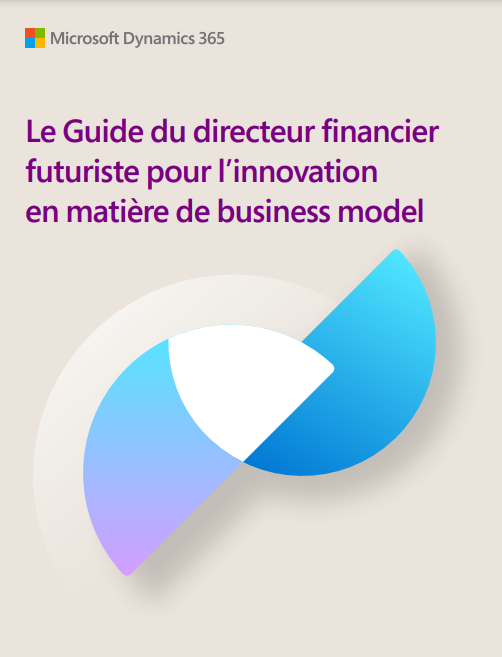 Microsoft Dynamics 365
Le Guide du directeur financier
futuriste pour l’innovation
en matière de business model